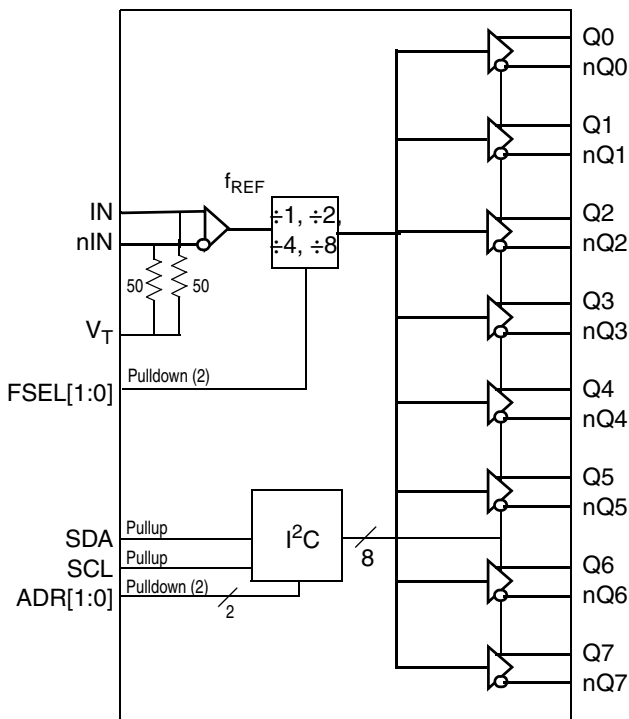 Q0
nQ0
Q1
nQ1
f_REF
IN
÷1, ÷2,
Q2
nIN
÷4, ÷8
nQ2
50
50
Q3
V_T
nQ3
Pulldown (2)
FSEL[1:0]
Q4
nQ4
Q5
nQ5
SDA
Pullup
I²C
8
SCL
Pullup
Q6
ADR[1:0]
Pulldown (2)
2
nQ6
Q7
nQ7